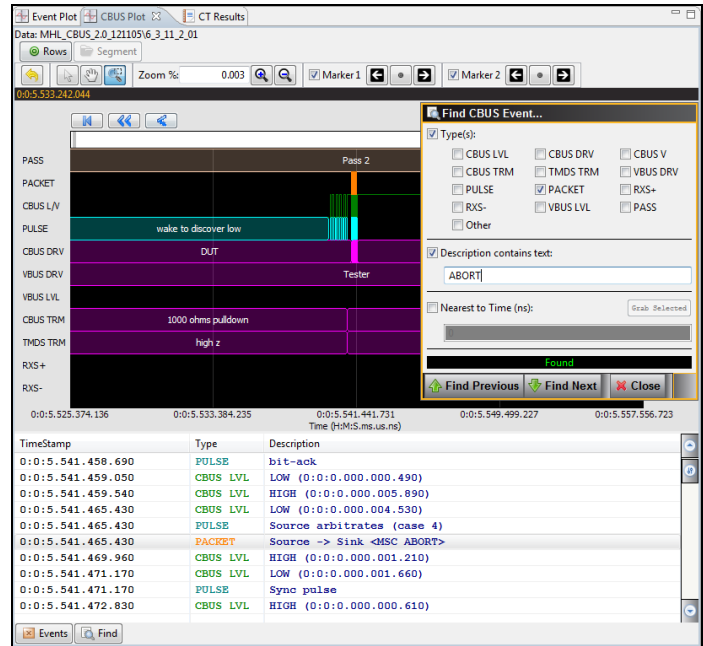 Event Plot CBUS Plot CT Results
Data: MHL_CBUS_2.0_121105\6_3_11_2_01
Rows Segment
Zoom %: 0.003 Marker 1 Marker 2
0:0:5.533.242.044
Find CBUS Event...
Type(s):
CBUS LVL CBUS DRV CBUS V
CBUS TRM TMDS TRM VBUS DRV
PULSE PACKET RXS+
RXS- VBUS LVL PASS
Other
Description contains text:
ABORT
Nearest to Time (ns): Grab Selected
0
Found
Find Previous Find Next Close
PASS Pass 2
PACKET
CBUS L/V
PULSE wake to discover low
CBUS DRV DUT
VBUS DRV Tester
VBUS LVL
CBUS TRM 1000 ohms pulldown
TMDS TRM high z
RXS+
RXS-
0:0:5.525.374.136 0:0:5.533.384.235 0:0:5.541.441.731 0:0:5.549.499.227 0:0:5.557.556.723
Time (H:M:S.ms.us.ns)
TimeStamp Type Description
0:0:5.541.458.690 PULSE bit-ack
0:0:5.541.459.050 CBUS LVL LOW (0:0:0.000.000.490)
0:0:5.541.459.540 CBUS LVL HIGH (0:0:0.000.005.890)
0:0:5.541.465.430 CBUS LVL LOW (0:0:0.000.004.530)
0:0:5.541.465.430 PULSE Source arbitrates (case 4)
0:0:5.541.465.430 PACKET Source -> Sink <MSC ABORT>
0:0:5.541.469.960 CBUS LVL HIGH (0:0:0.000.001.210)
0:0:5.541.471.170 CBUS LVL LOW (0:0:0.000.001.660)
0:0:5.541.471.170 PULSE Sync pulse
0:0:5.541.472.830 CBUS LVL HIGH (0:0:0.000.000.610)
Events Find